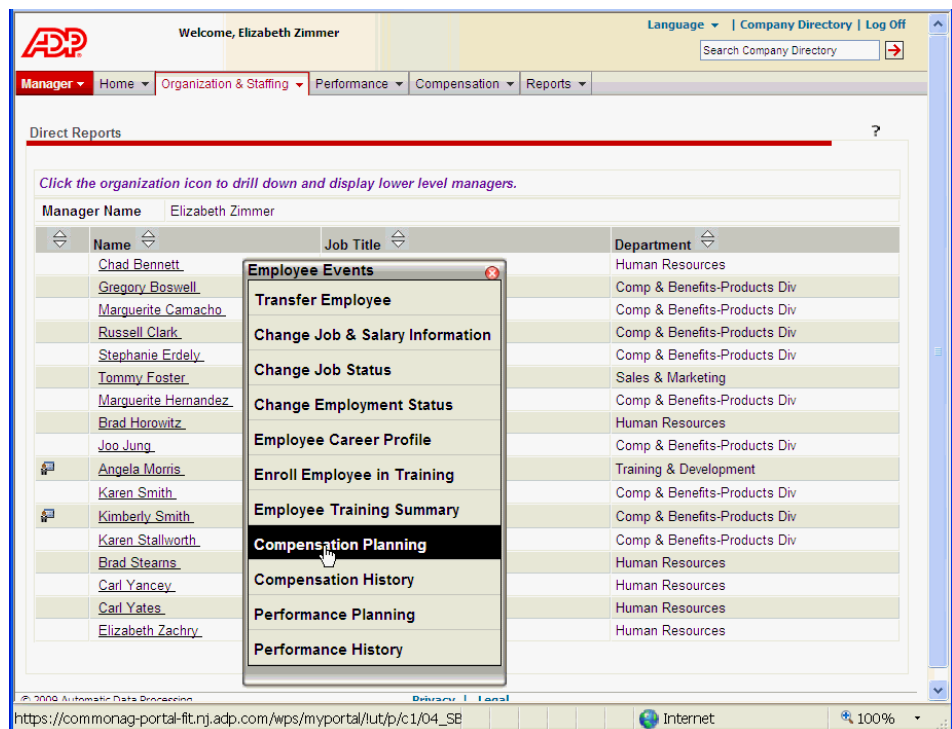 Language | Company Directory | Log Off
ADP
Welcome, Elizabeth Zimmer
Search Company Directory
Manager Home Organization & Staffing Performance Compensation Reports
Direct Reports ?
Click the organization icon to drill down and display lower level managers.
Manager Name Elizabeth Zimmer
Name Job Title Department
Chad Bennett Human Resources
Gregory Boswell Comp & Benefits-Products Div
Marguerite Camacho Comp & Benefits-Products Div
Russell Clark Comp & Benefits-Products Div
Stephanie Erdely Comp & Benefits-Products Div
Tommy Foster Sales & Marketing
Marguerite Hernandez Comp & Benefits-Products Div
Brad Horowitz Human Resources
Joo Jung Comp & Benefits-Products Div
Angela Morris Training & Development
Karen Smith Comp & Benefits-Products Div
Kimberly Smith Comp & Benefits-Products Div
Karen Stallworth Comp & Benefits-Products Div
Brad Stearns Human Resources
Carl Yancey Human Resources
Carl Yates Human Resources
Elizabeth Zachry Human Resources
Employee Events
Transfer Employee
Change Job & Salary Information
Change Job Status
Change Employment Status
Employee Career Profile
Enroll Employee in Training
Employee Training Summary
Compensation Planning
Compensation History
Performance Planning
Performance History
© 2009 Automatic Data Processing Privacy | Legal
https://commonag-portal-fit.nj.adp.com/wps/myportal/!ut/p/c1/04_SB Internet 100%